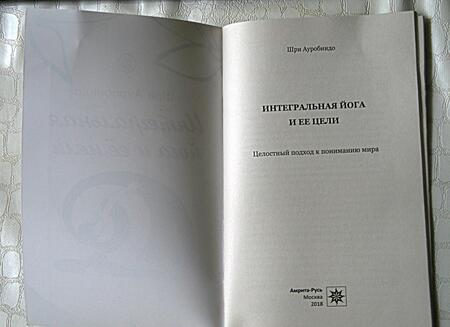 Шри Ауробиндо
ИНТЕГРАЛЬНАЯ ЙОГА
И ЕЕ ЦЕЛИ
Целостный подход к пониманию мира
Амрита-Русь
Москва
2018